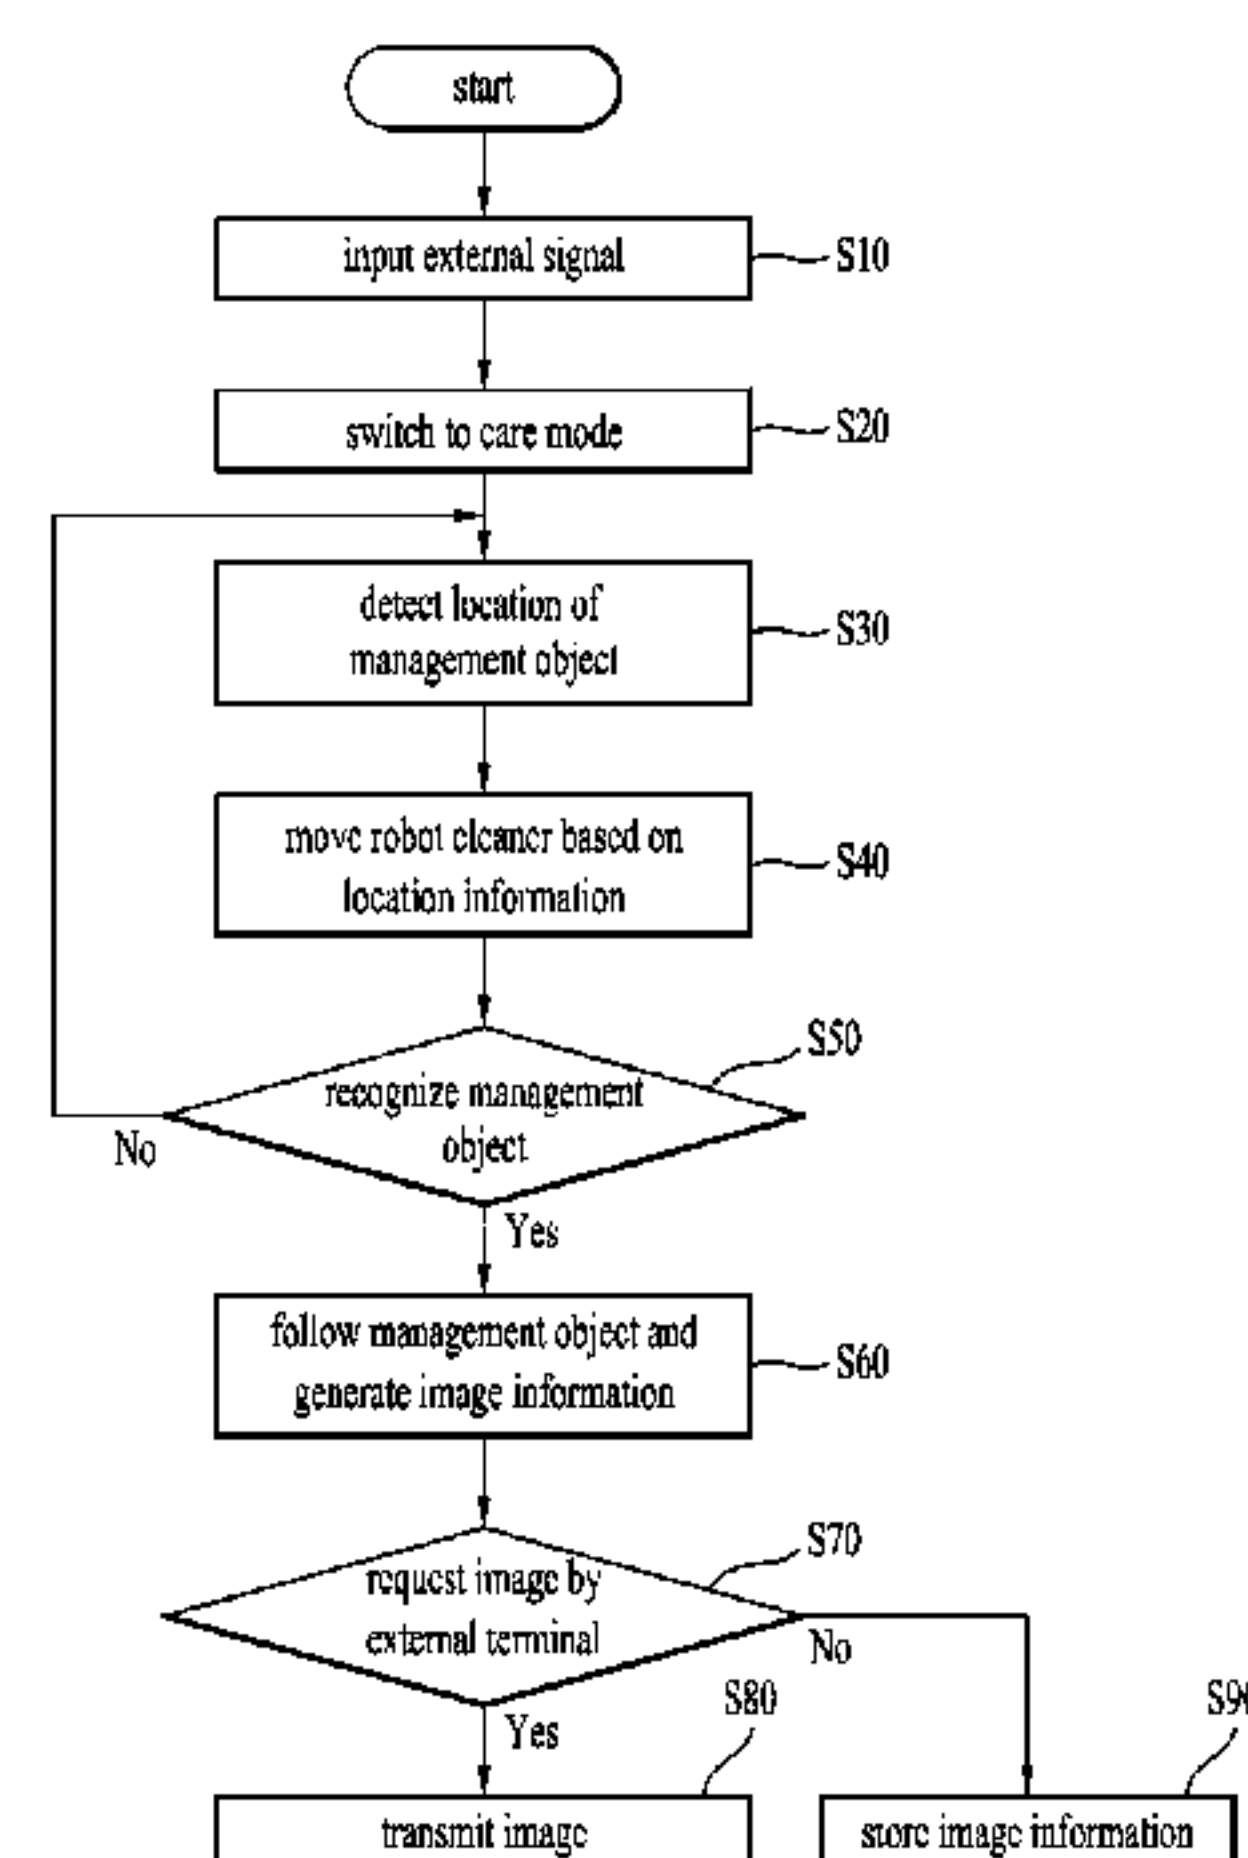 start
input external signal
S10
switch to care mode
S20
detect location of
management object
S30
move robot cleaner based on
location information
S40
S50
recognize management
object
No
Yes
follow management object and
generate image information
S60
S70
request image by
external terminal
No
Yes
S80
transmit image
store image information